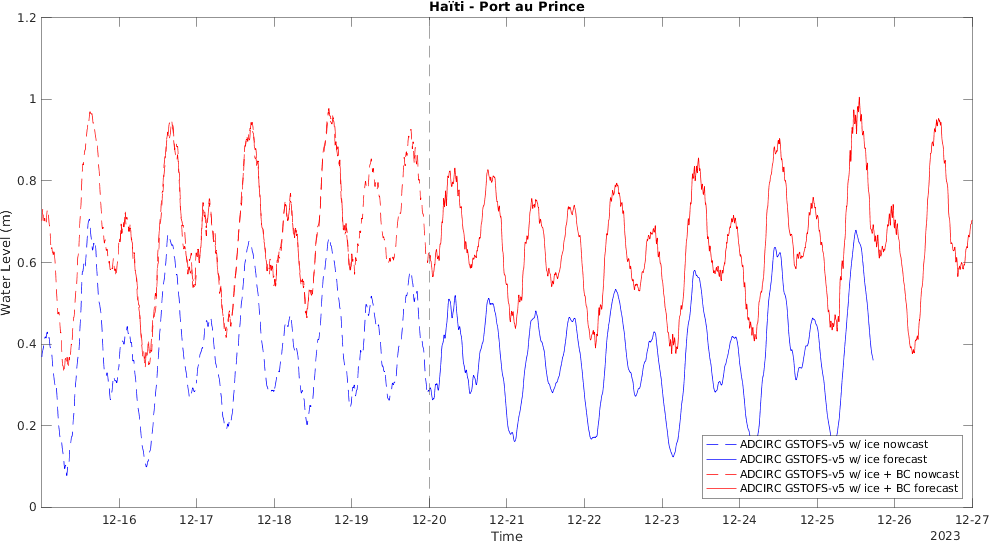 Haïti - Port au Prince
1.2
1
0.8
0.6
0.4
0.2
0
Water Level (m)
12-16 12-17 12-18 12-19 12-20 12-21 12-22 12-23 12-24 12-25 12-26 12-27
Time
2023
ADCIRC GSTOFS-v5 w/ ice nowcast
ADCIRC GSTOFS-v5 w/ ice forecast
ADCIRC GSTOFS-v5 w/ ice + BC nowcast
ADCIRC GSTOFS-v5 w/ ice + BC forecast